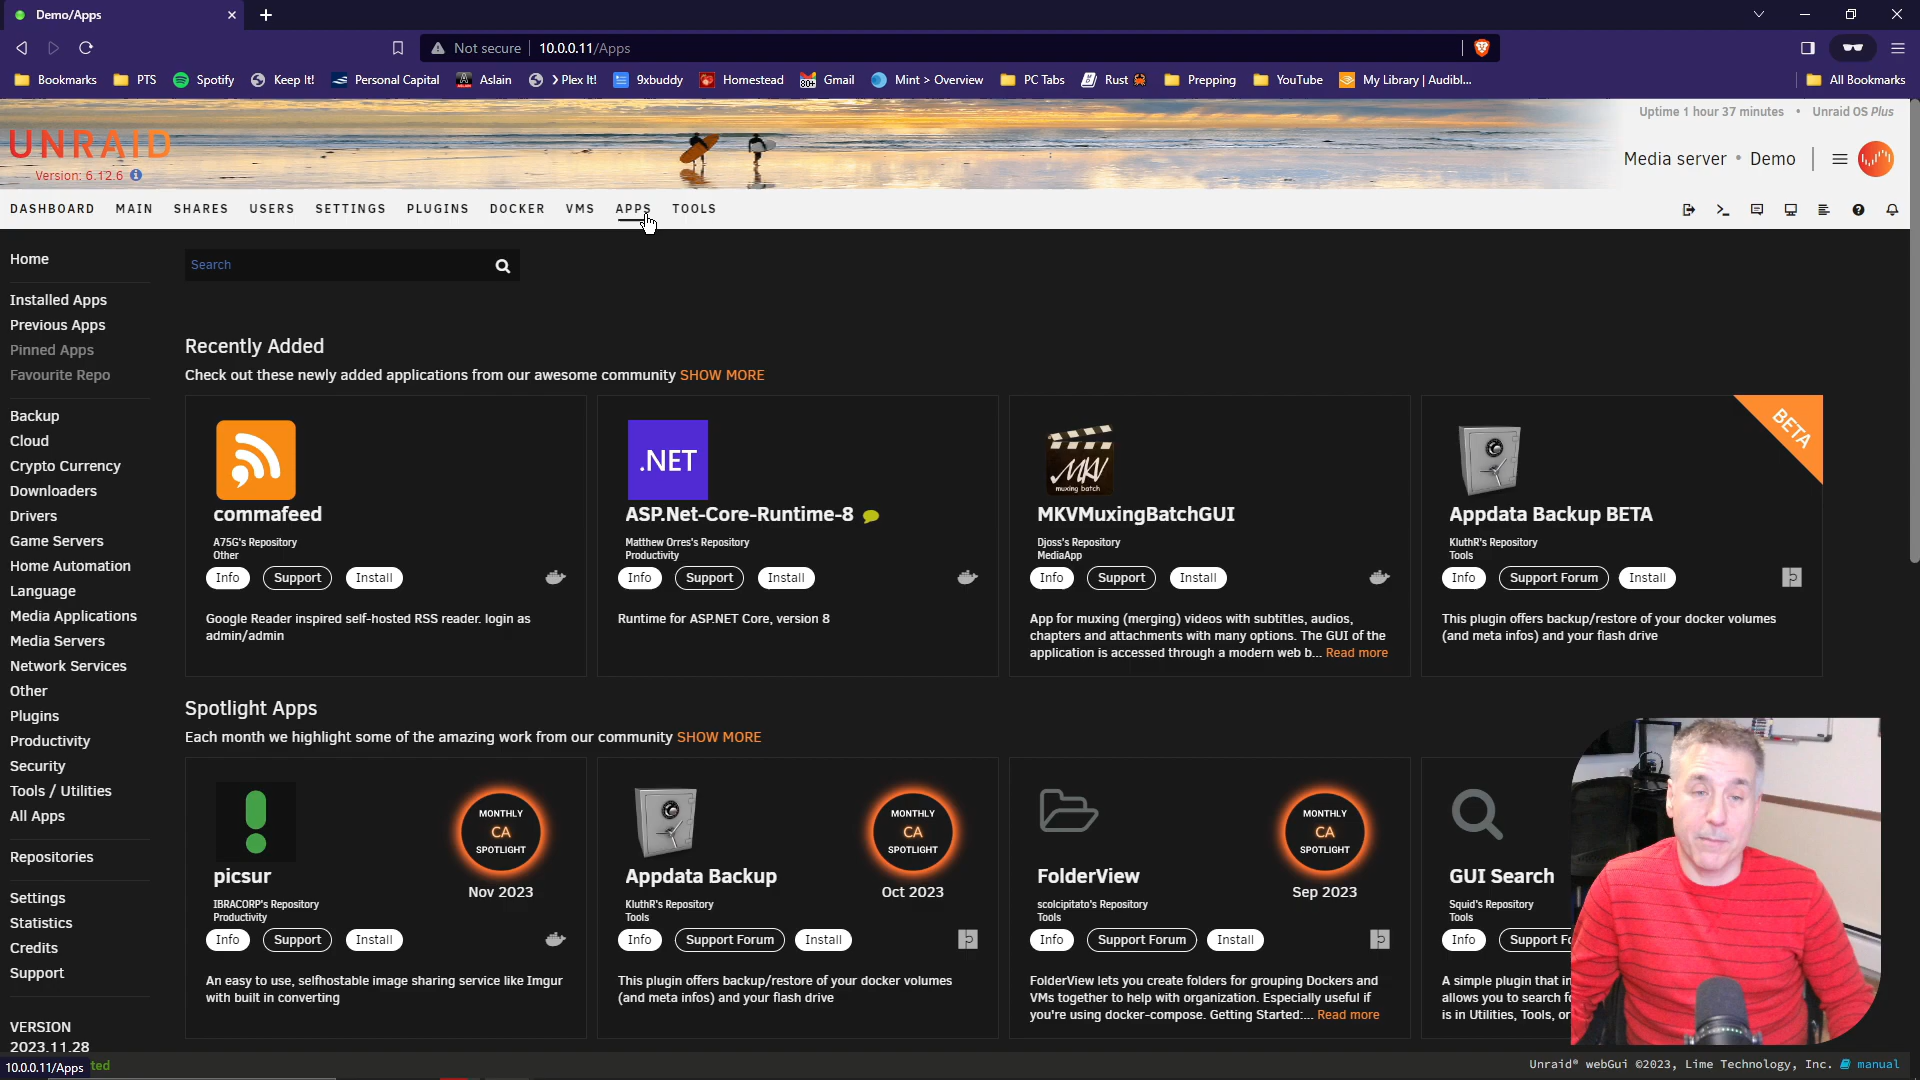 Demo/Apps
Not secure
10.0.0.11/Apps
Bookmarks
PTS
Spotify
Keep It!
Personal Capital
Aslain
Plex It!
9xbuddy
Homestead
Gmail
Mint > Overview
PC Tabs
Rust
Prepping
YouTube
My Library | Audibl...
All Bookmarks
Uptime 1 hour 37 minutes • Unraid OS Plus
UNRAID
Version: 6.12.6
Media server • Demo
DASHBOARD MAIN SHARES USERS SETTINGS PLUGINS DOCKER VMS APPS TOOLS
Home
Installed Apps
Previous Apps
Pinned Apps
Favourite Repo
Backup
Cloud
Crypto Currency
Downloaders
Drivers
Game Servers
Home Automation
Language
Media Applications
Media Servers
Network Services
Other
Plugins
Productivity
Security
Tools / Utilities
All Apps
Repositories
Settings
Statistics
Credits
Support
VERSION
2023.11.28
Search
Recently Added
Check out these newly added applications from our awesome community SHOW MORE
commafeed
A75G's Repository
Other
Info Support Install
Google Reader inspired self-hosted RSS reader. login as
admin/admin
.NET
ASP.Net-Core-Runtime-8
Matthew Orres's Repository
Productivity
Info Support Install
Runtime for ASP.NET Core, version 8
MKV
muxing batch
MKVMuxingBatchGUI
Djoss's Repository
MediaApp
Info Support Install
App for muxing (merging) videos with subtitles, audios,
chapters and attachments with many options. The GUI of the
application is accessed through a modern web b... Read more
BETA
Appdata Backup BETA
KluthR's Repository
Tools
Info Support Forum Install
This plugin offers backup/restore of your docker volumes
(and meta infos) and your flash drive
Spotlight Apps
Each month we highlight some of the amazing work from our community SHOW MORE
MONTHLY
CA
SPOTLIGHT
Nov 2023
picsur
IBRACORP's Repository
Productivity
Info Support Install
An easy to use, selfhostable image sharing service like Imgur
with built in converting
MONTHLY
CA
SPOTLIGHT
Oct 2023
Appdata Backup
KluthR's Repository
Tools
Info Support Forum Install
This plugin offers backup/restore of your docker volumes
(and meta infos) and your flash drive
MONTHLY
CA
SPOTLIGHT
Sep 2023
FolderView
scolcipitato's Repository
Tools
Info Support Forum Install
FolderView lets you create folders for grouping Dockers and
VMs together to help with organization. Especially useful if
you're using docker-compose. Getting Started:... Read more
GUI Search
Squid's Repository
Tools
Info Support
A simple plugin that
allows you to search
is in Utilities, Tools,
10.0.0.11/Apps
Unraid® webGui ©2023, Lime Technology, Inc. manual